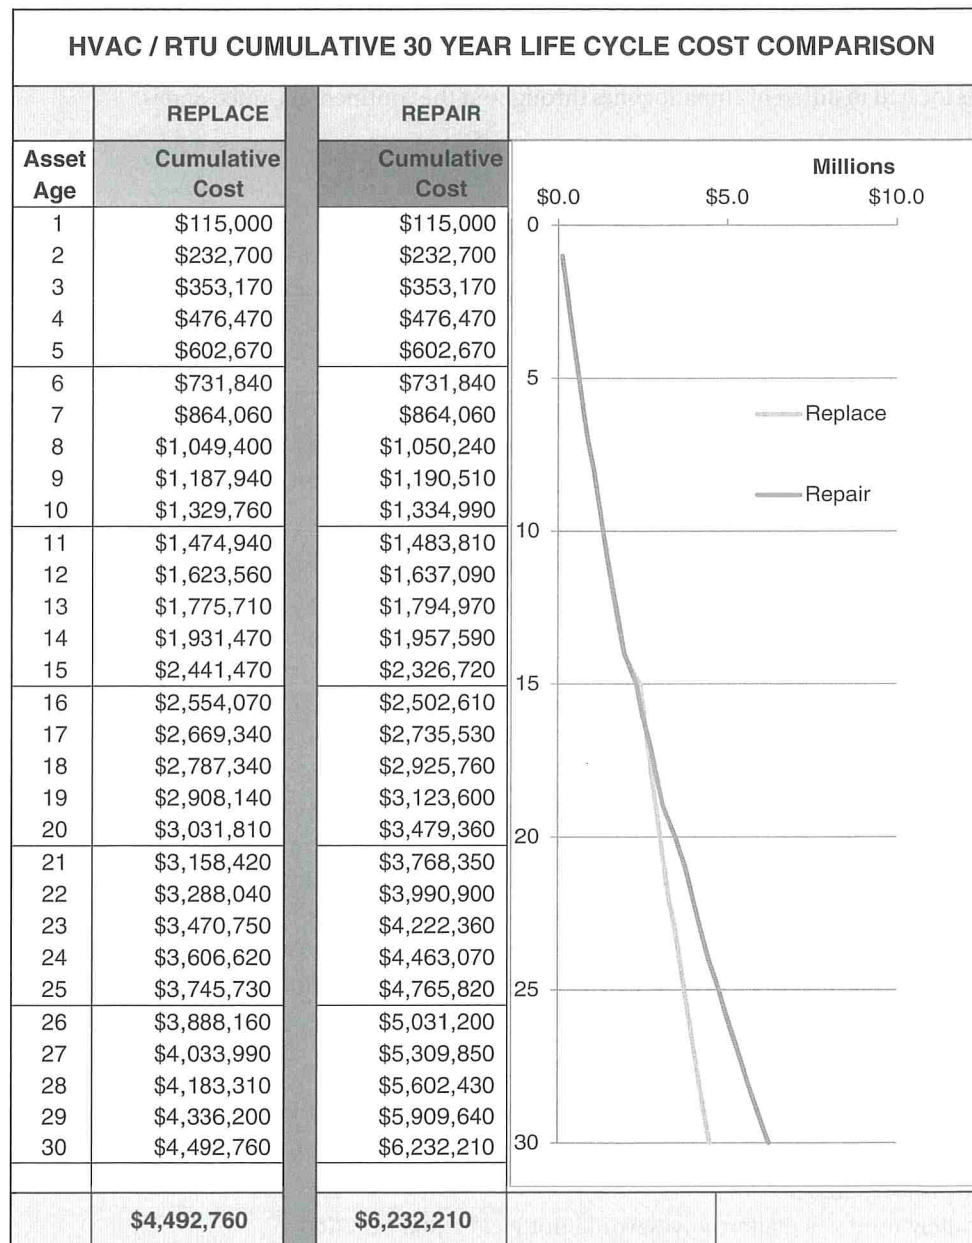 HVAC / RTU CUMULATIVE 30 YEAR LIFE CYCLE COST COMPARISON
REPLACE REPAIR
Asset Age Cumulative Cost Cumulative Cost
1 $115,000 $115,000
2 $232,700 $232,700
3 $353,170 $353,170
4 $476,470 $476,470
5 $602,670 $602,670
6 $731,840 $731,840
7 $864,060 $864,060
8 $1,049,400 $1,050,240
9 $1,187,940 $1,190,510
10 $1,329,760 $1,334,990
11 $1,474,940 $1,483,810
12 $1,623,560 $1,637,090
13 $1,775,710 $1,794,970
14 $1,931,470 $1,957,590
15 $2,441,470 $2,326,720
16 $2,554,070 $2,502,610
17 $2,669,340 $2,735,530
18 $2,787,340 $2,925,760
19 $2,908,140 $3,123,600
20 $3,031,810 $3,479,360
21 $3,158,420 $3,768,350
22 $3,288,040 $3,990,900
23 $3,470,750 $4,222,360
24 $3,606,620 $4,463,070
25 $3,745,730 $4,765,820
26 $3,888,160 $5,031,200
27 $4,033,990 $5,309,850
28 $4,183,310 $5,602,430
29 $4,336,200 $5,909,640
30 $4,492,760 $6,232,210
$4,492,760 $6,232,210
Millions
$0.0 $5.0 $10.0
0
5
Replace
Repair
10
15
20
25
30